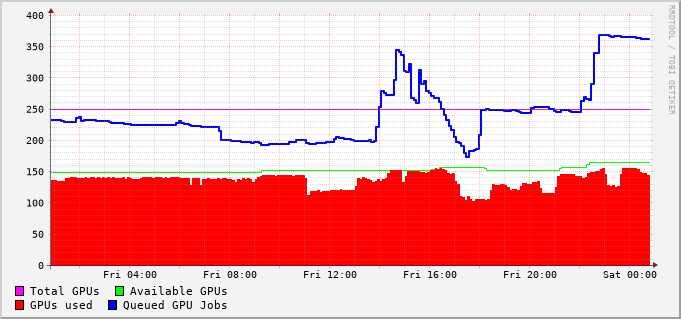 400
350
300
250
200
150
100
50
0
Fri 04:00 Fri 08:00 Fri 12:00 Fri 16:00 Fri 20:00 Sat 00:00
Total GPUs Available GPUs
GPUs used Queued GPU Jobs
RRDTOOL / TOBI OETIKER